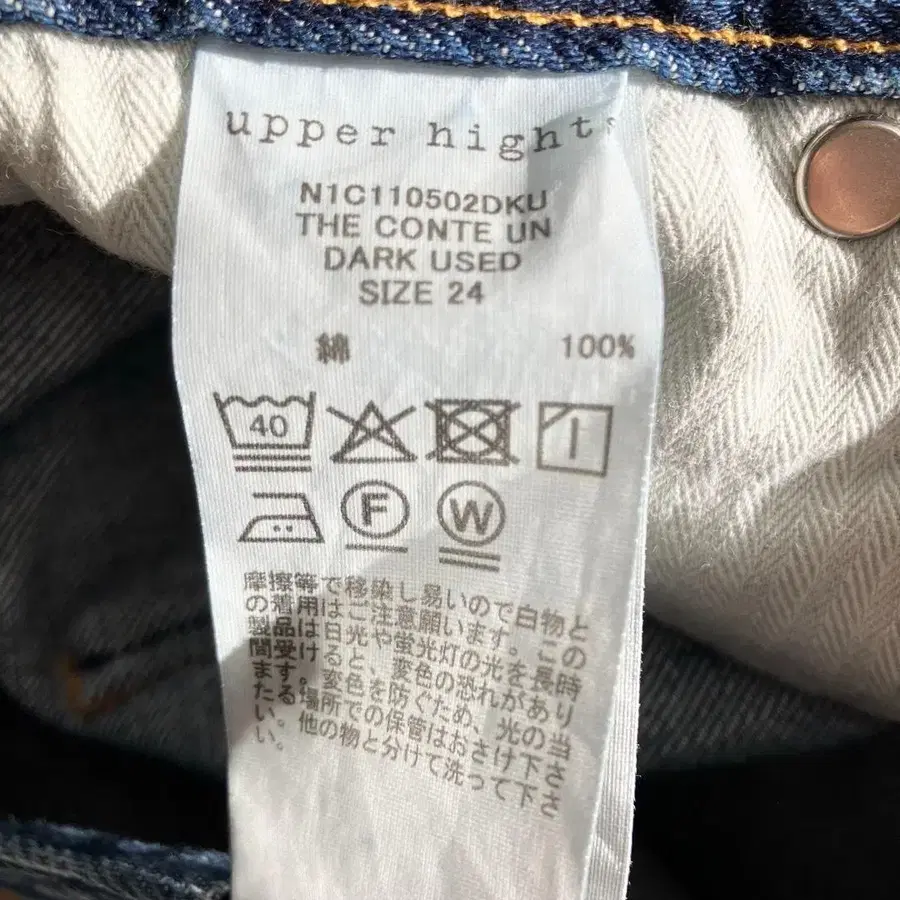 upper hights
N1C110502DKU
THE CONTE UN
DARK USED
SIZE 24
綿 100%
40
F W
摩擦等で移染し易いので白物と
の着用はご注意願います。この
製品は日光や蛍光灯の光を長時
間受けると、変色の恐れがあり
ます。変色を防ぐため、光の当
たる場所での保管はおさけ下さ
い。他の物と分けて洗って下さ
い。